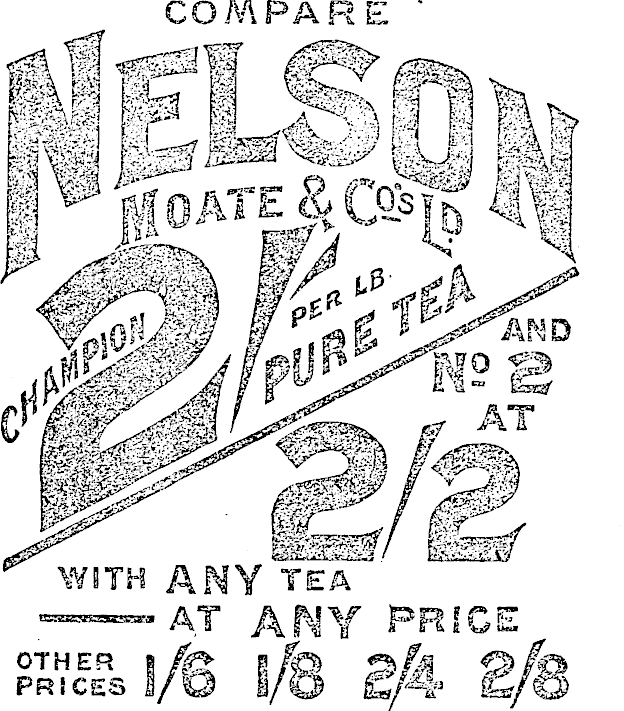 COMPARE
NELSON
MOATE & Co's LD.
CHAMPION
2/-
PER LB.
PURE TEA
AND
No 2
AT
2/2
WITH ANY TEA
AT ANY PRICE
OTHER
PRICES 1/6 1/8 2/4 2/8